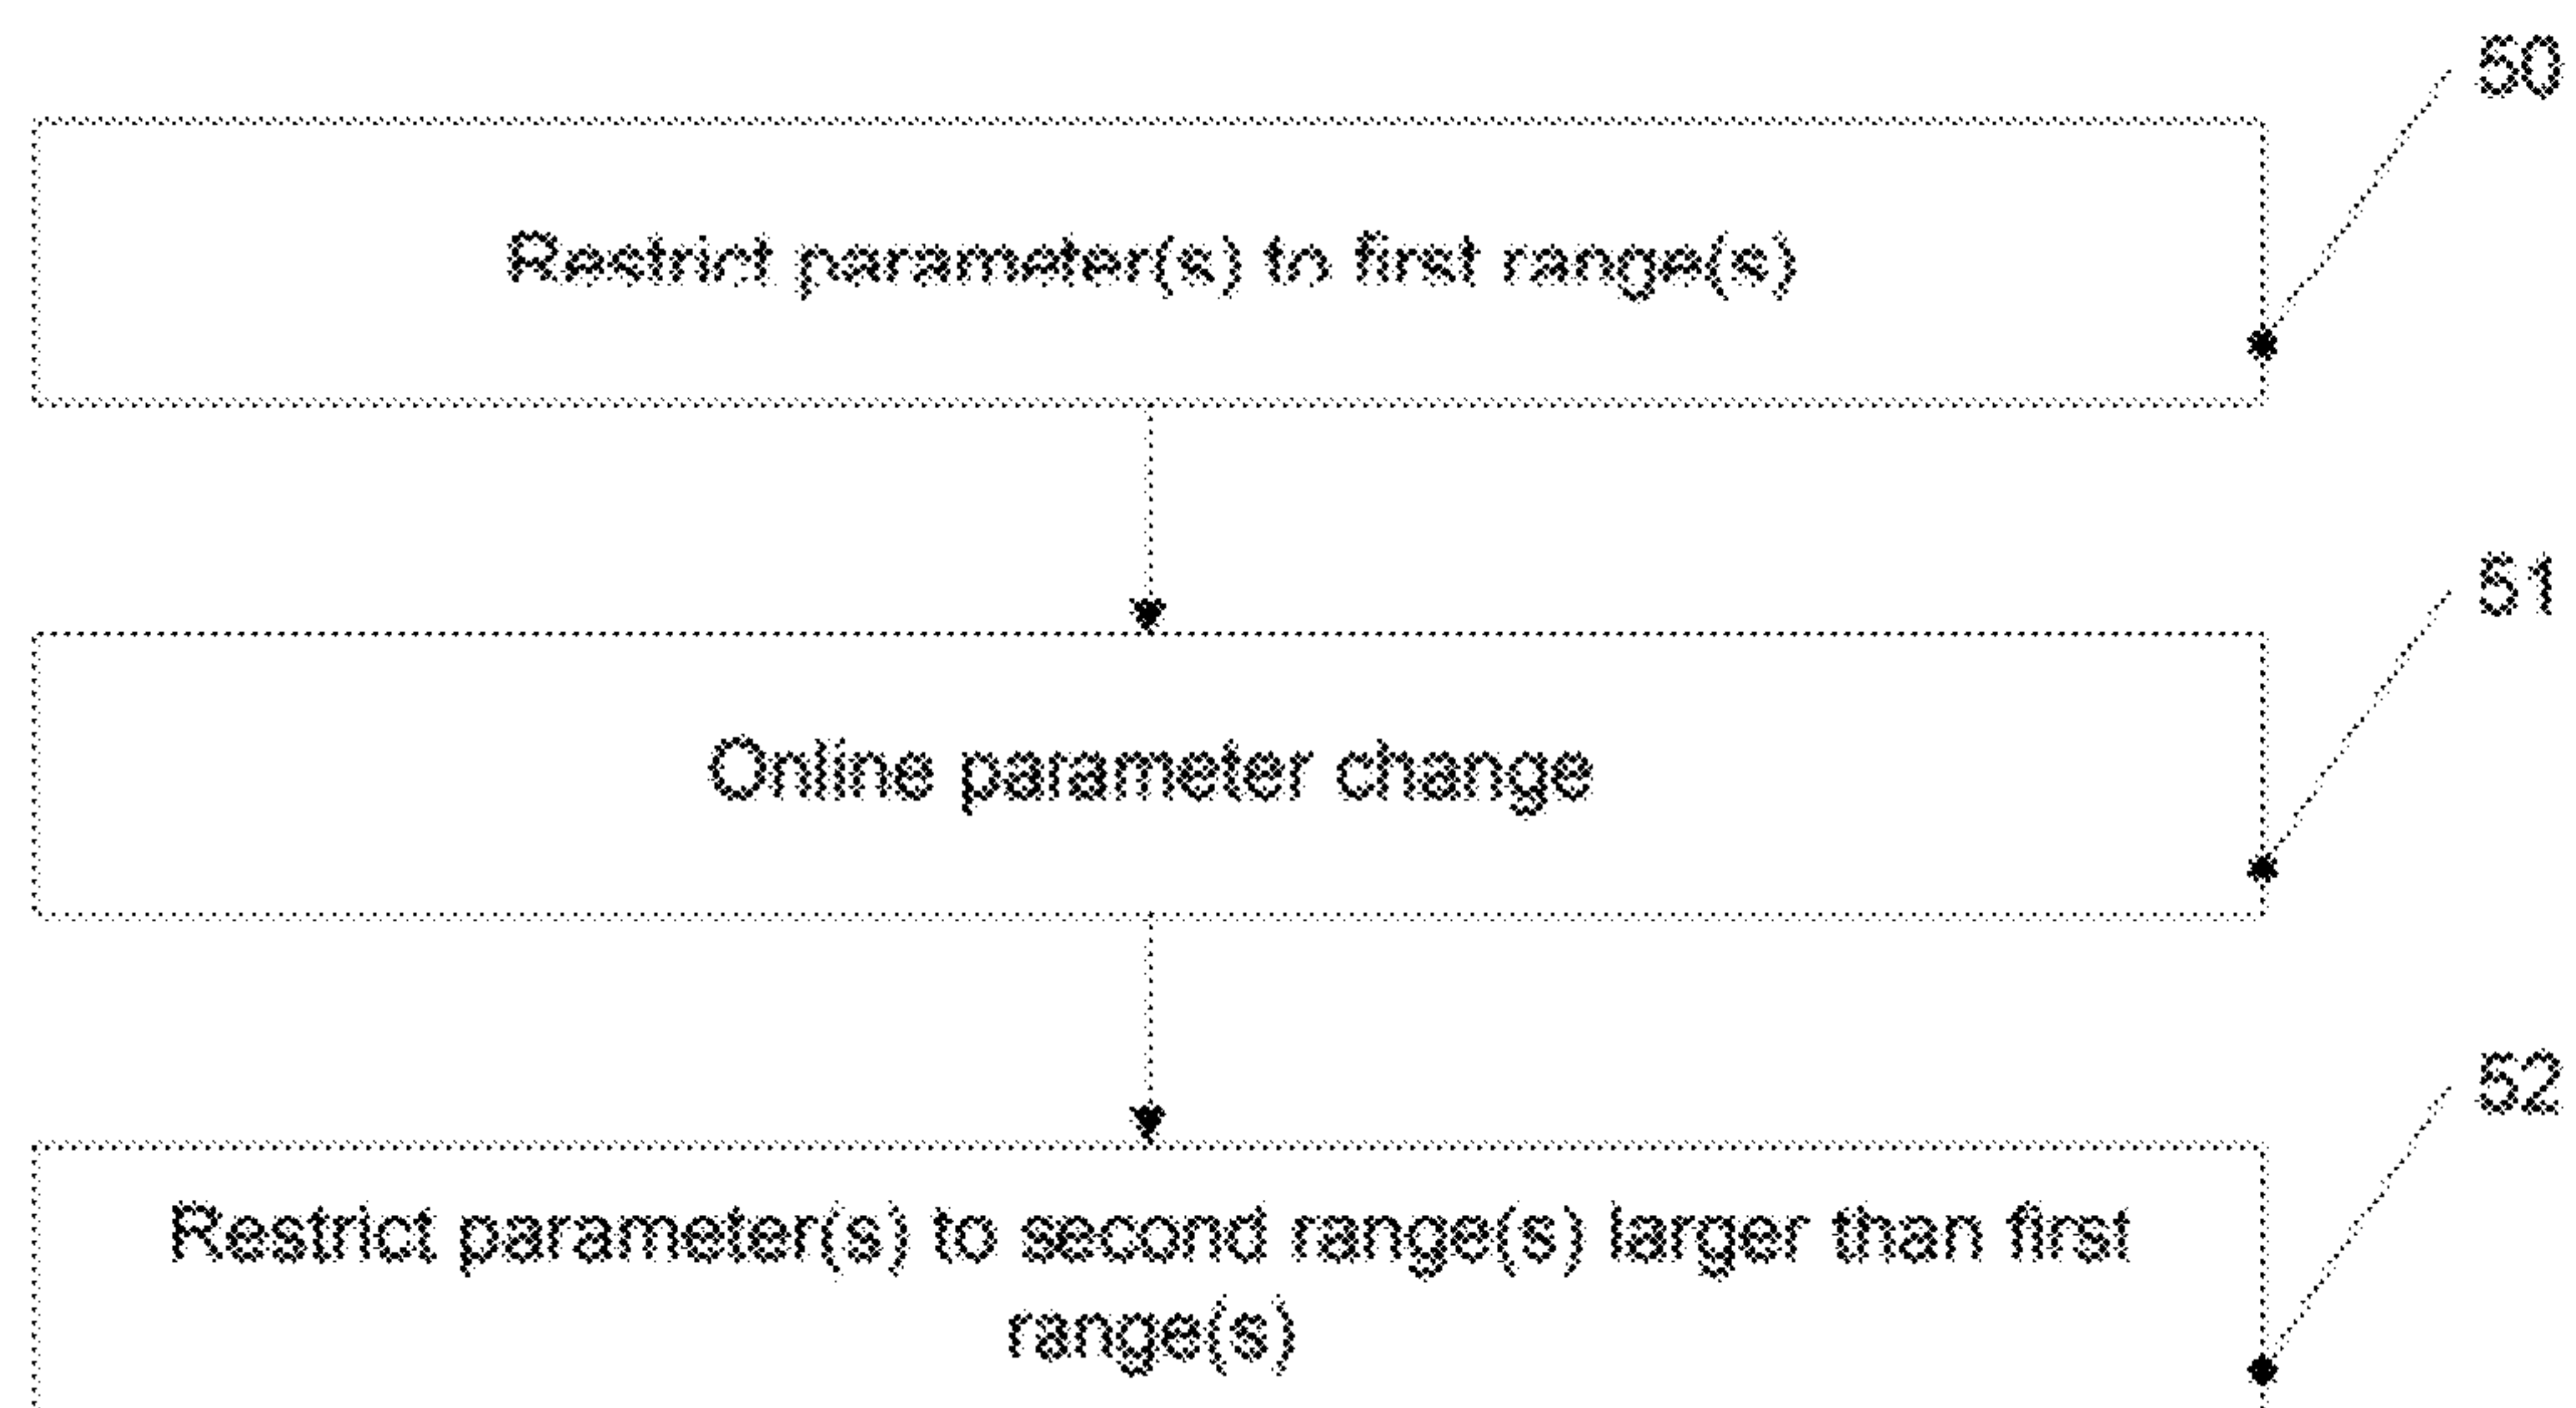 50
Restrict parameter(s) to first range(s)
51
Online parameter change
52
Restrict parameter(s) to second range(s) larger than first
range(s)